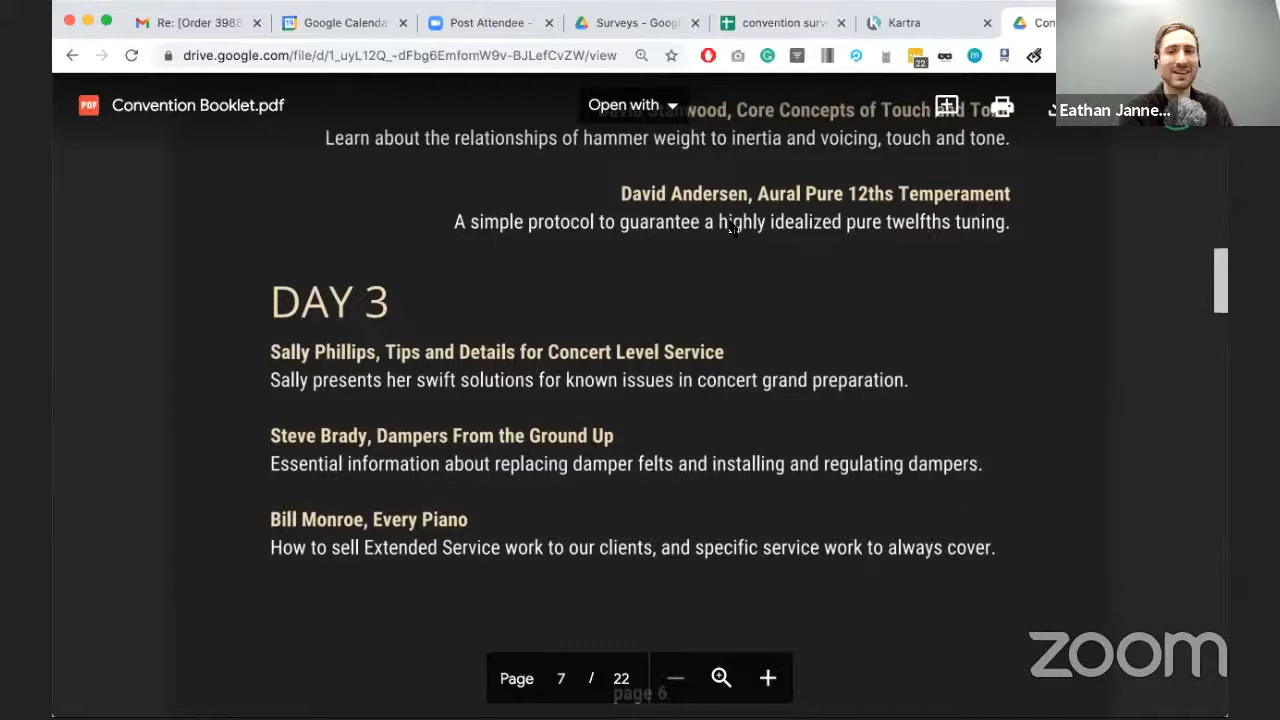 Re: [Order 3988
Google Calenda
Post Attendee -
Surveys - Goog
convention surv
Kartra
Con
drive.google.com/file/d/1_uyL12Q_-dFbg6EmfomW9v-BJLefCvZW/view
22
PDF
Convention Booklet.pdf
Open with
Eathan Janne...
wood, Core Concepts of Touch and To
Learn about the relationships of hammer weight to inertia and voicing, touch and tone.
David Andersen, Aural Pure 12ths Temperament
A simple protocol to guarantee a highly idealized pure twelfths tuning.
DAY 3
Sally Phillips, Tips and Details for Concert Level Service
Sally presents her swift solutions for known issues in concert grand preparation.
Steve Brady, Dampers From the Ground Up
Essential information about replacing damper felts and installing and regulating dampers.
Bill Monroe, Every Piano
How to sell Extended Service work to our clients, and specific service work to always cover.
Page 7 / 22
page 6
zoom